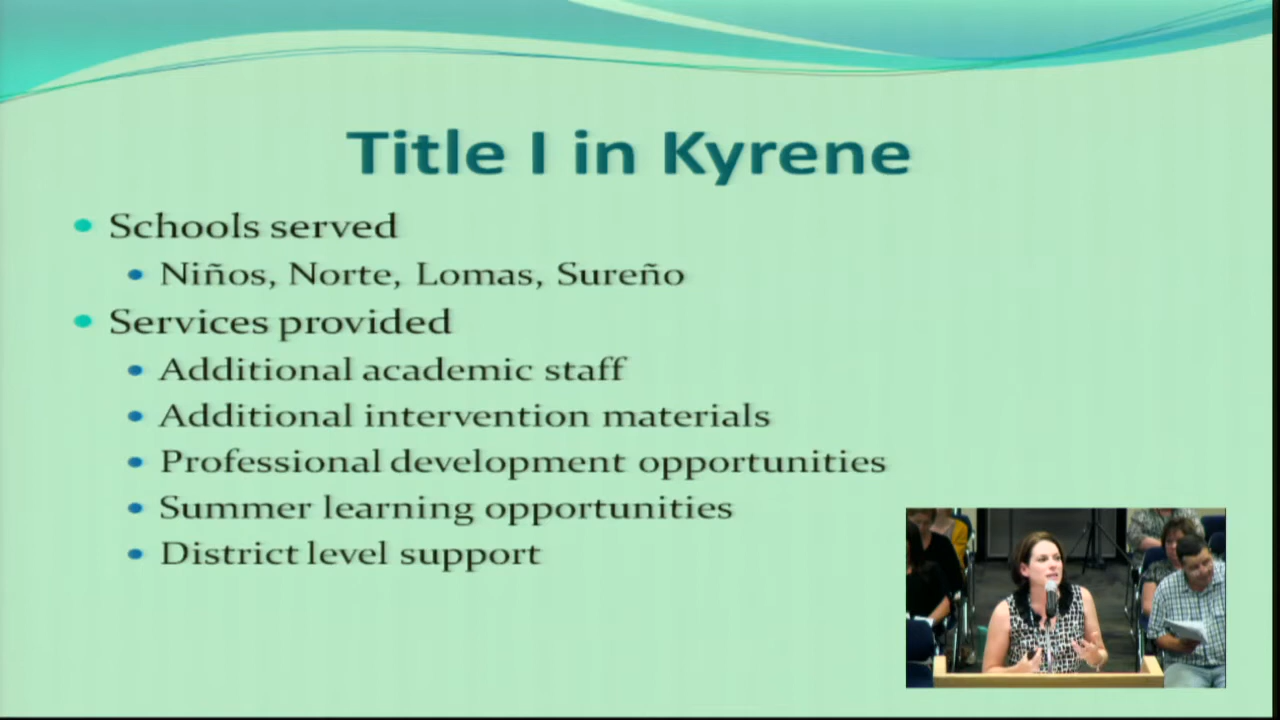 Title I in Kyrene
Schools served
Niños, Norte, Lomas, Sureño
Services provided
Additional academic staff
Additional intervention materials
Professional development opportunities
Summer learning opportunities
District level support